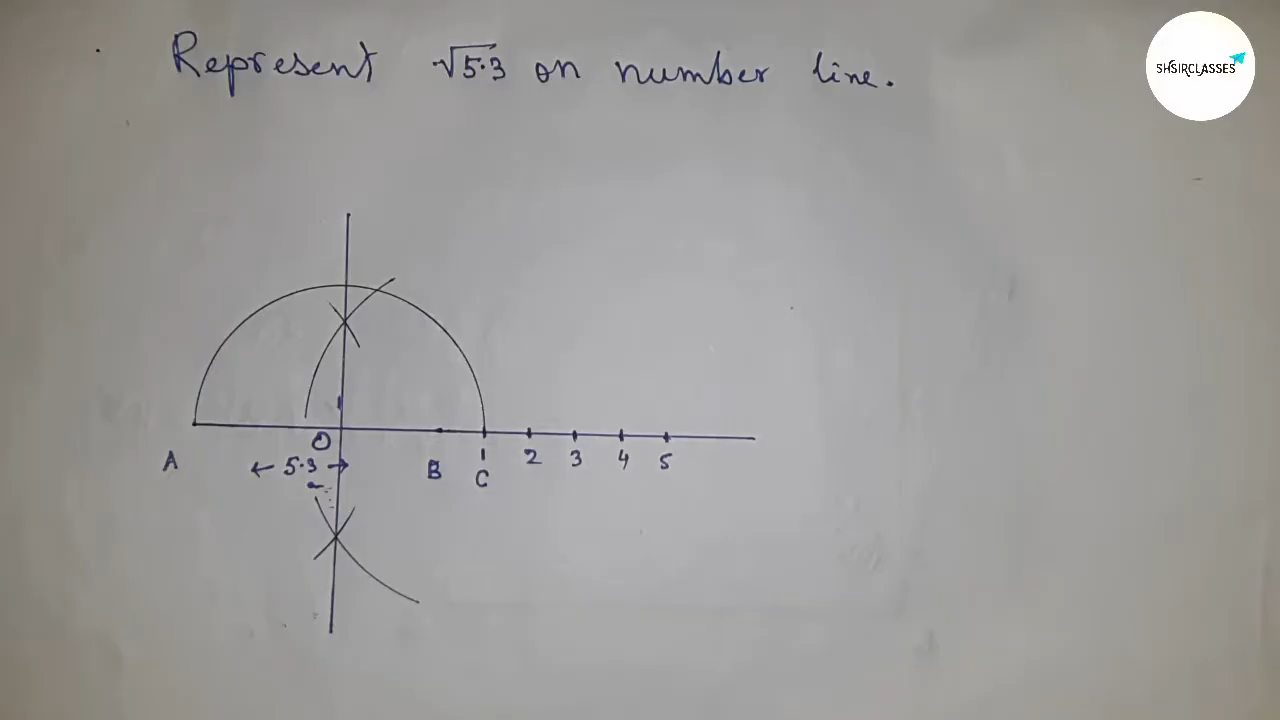 Represent √5.3 on number line.
SHSIRCLASSES
O
A ← 5.3 → B 1 2 3 4 5
C